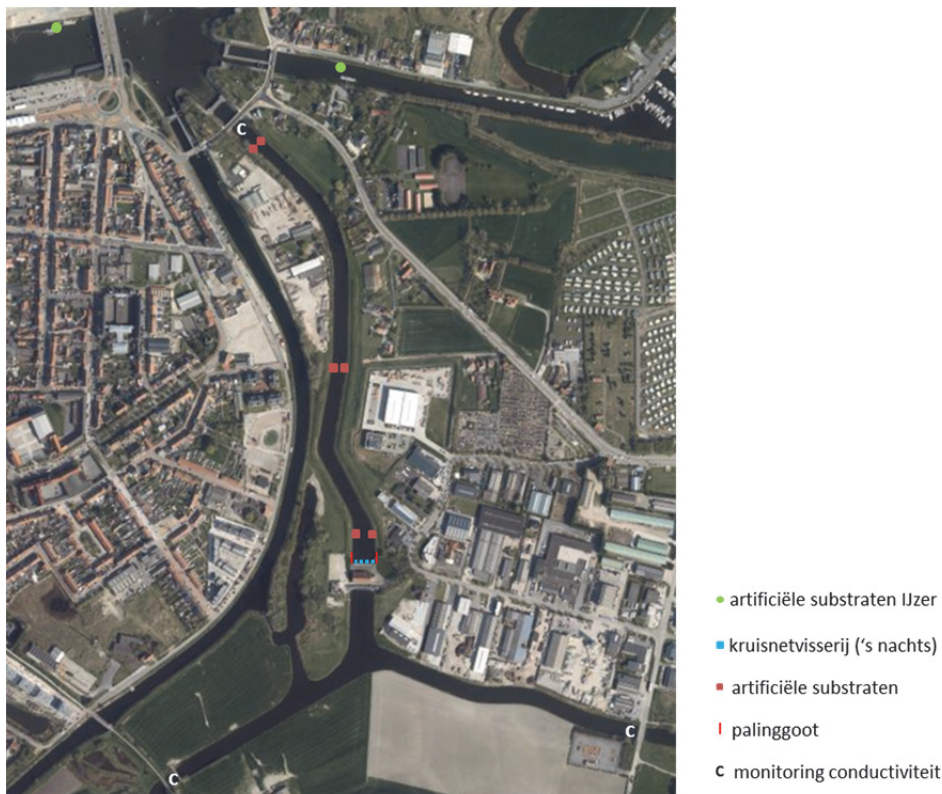 C
C
C
artificiële substraten IJzer
kruisnetvisserij ('s nachts)
artificiële substraten
palinggoot
C monitoring conductiviteit